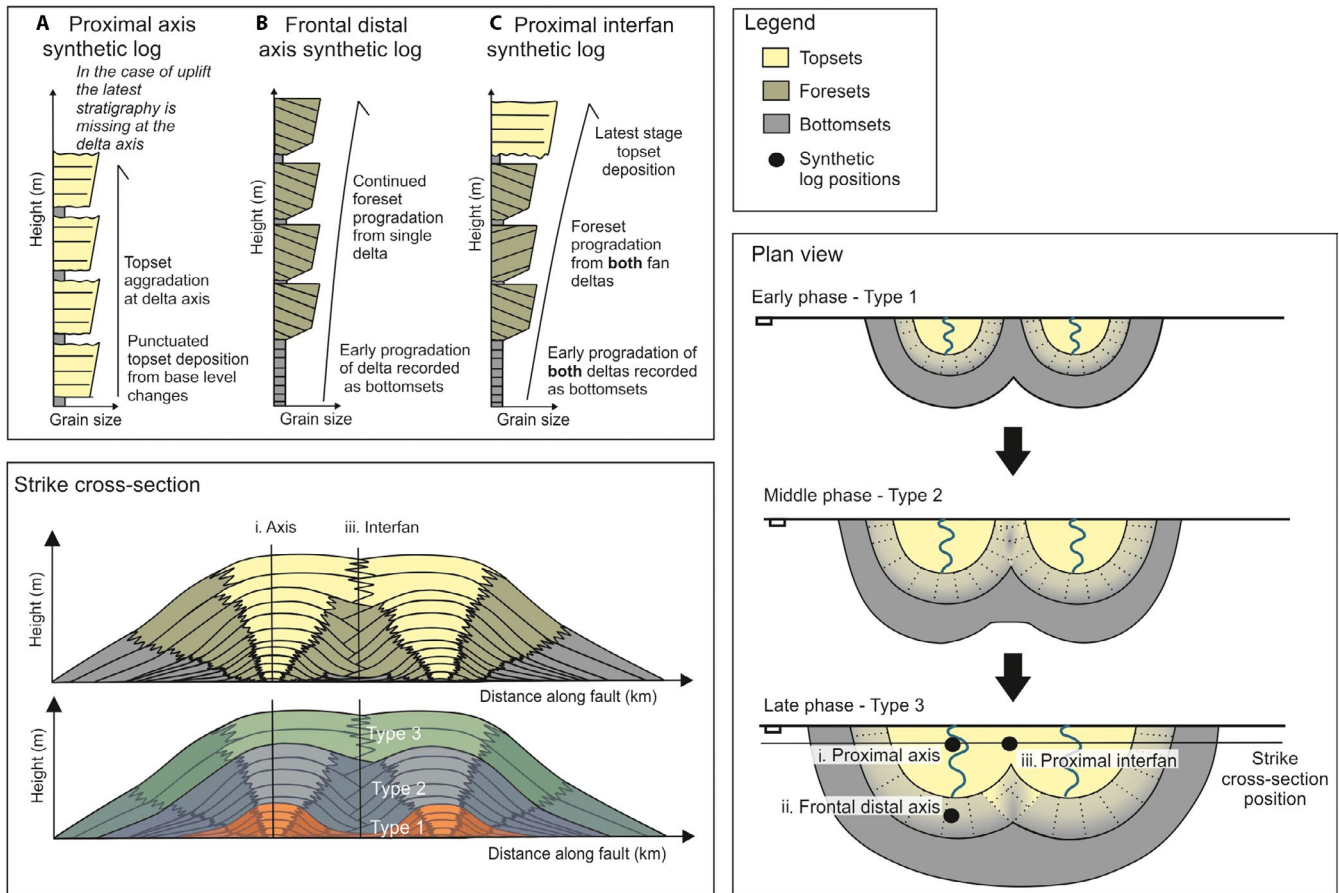 A Proximal axis
synthetic log
In the case of uplift
the latest
stratigraphy is
missing at the
delta axis
Height (m)
Topset
aggradation
at delta axis
Punctuated
topset deposition
from base level
changes
Grain size
B Frontal distal
axis synthetic log
Height (m)
Continued
foreset
progradation
from single
delta
Early progradation
of delta recorded
as bottomsets
Grain size
C Proximal interfan
synthetic log
Height (m)
Latest stage
topset
deposition
Foreset
progradation
from both fan
deltas
Early progradation of
both deltas recorded
as bottomsets
Grain size
Legend
Topsets
Foresets
Bottomsets
Synthetic
log positions
Strike cross-section
i. Axis
iii. Interfan
Height (m)
Distance along fault (km)
Height (m)
Type 3
Type 2
Type 1
Distance along fault (km)
Plan view
Early phase - Type 1
Middle phase - Type 2
Late phase - Type 3
i. Proximal axis
iii. Proximal interfan
ii. Frontal distal
axis
Strike
cross-section
position